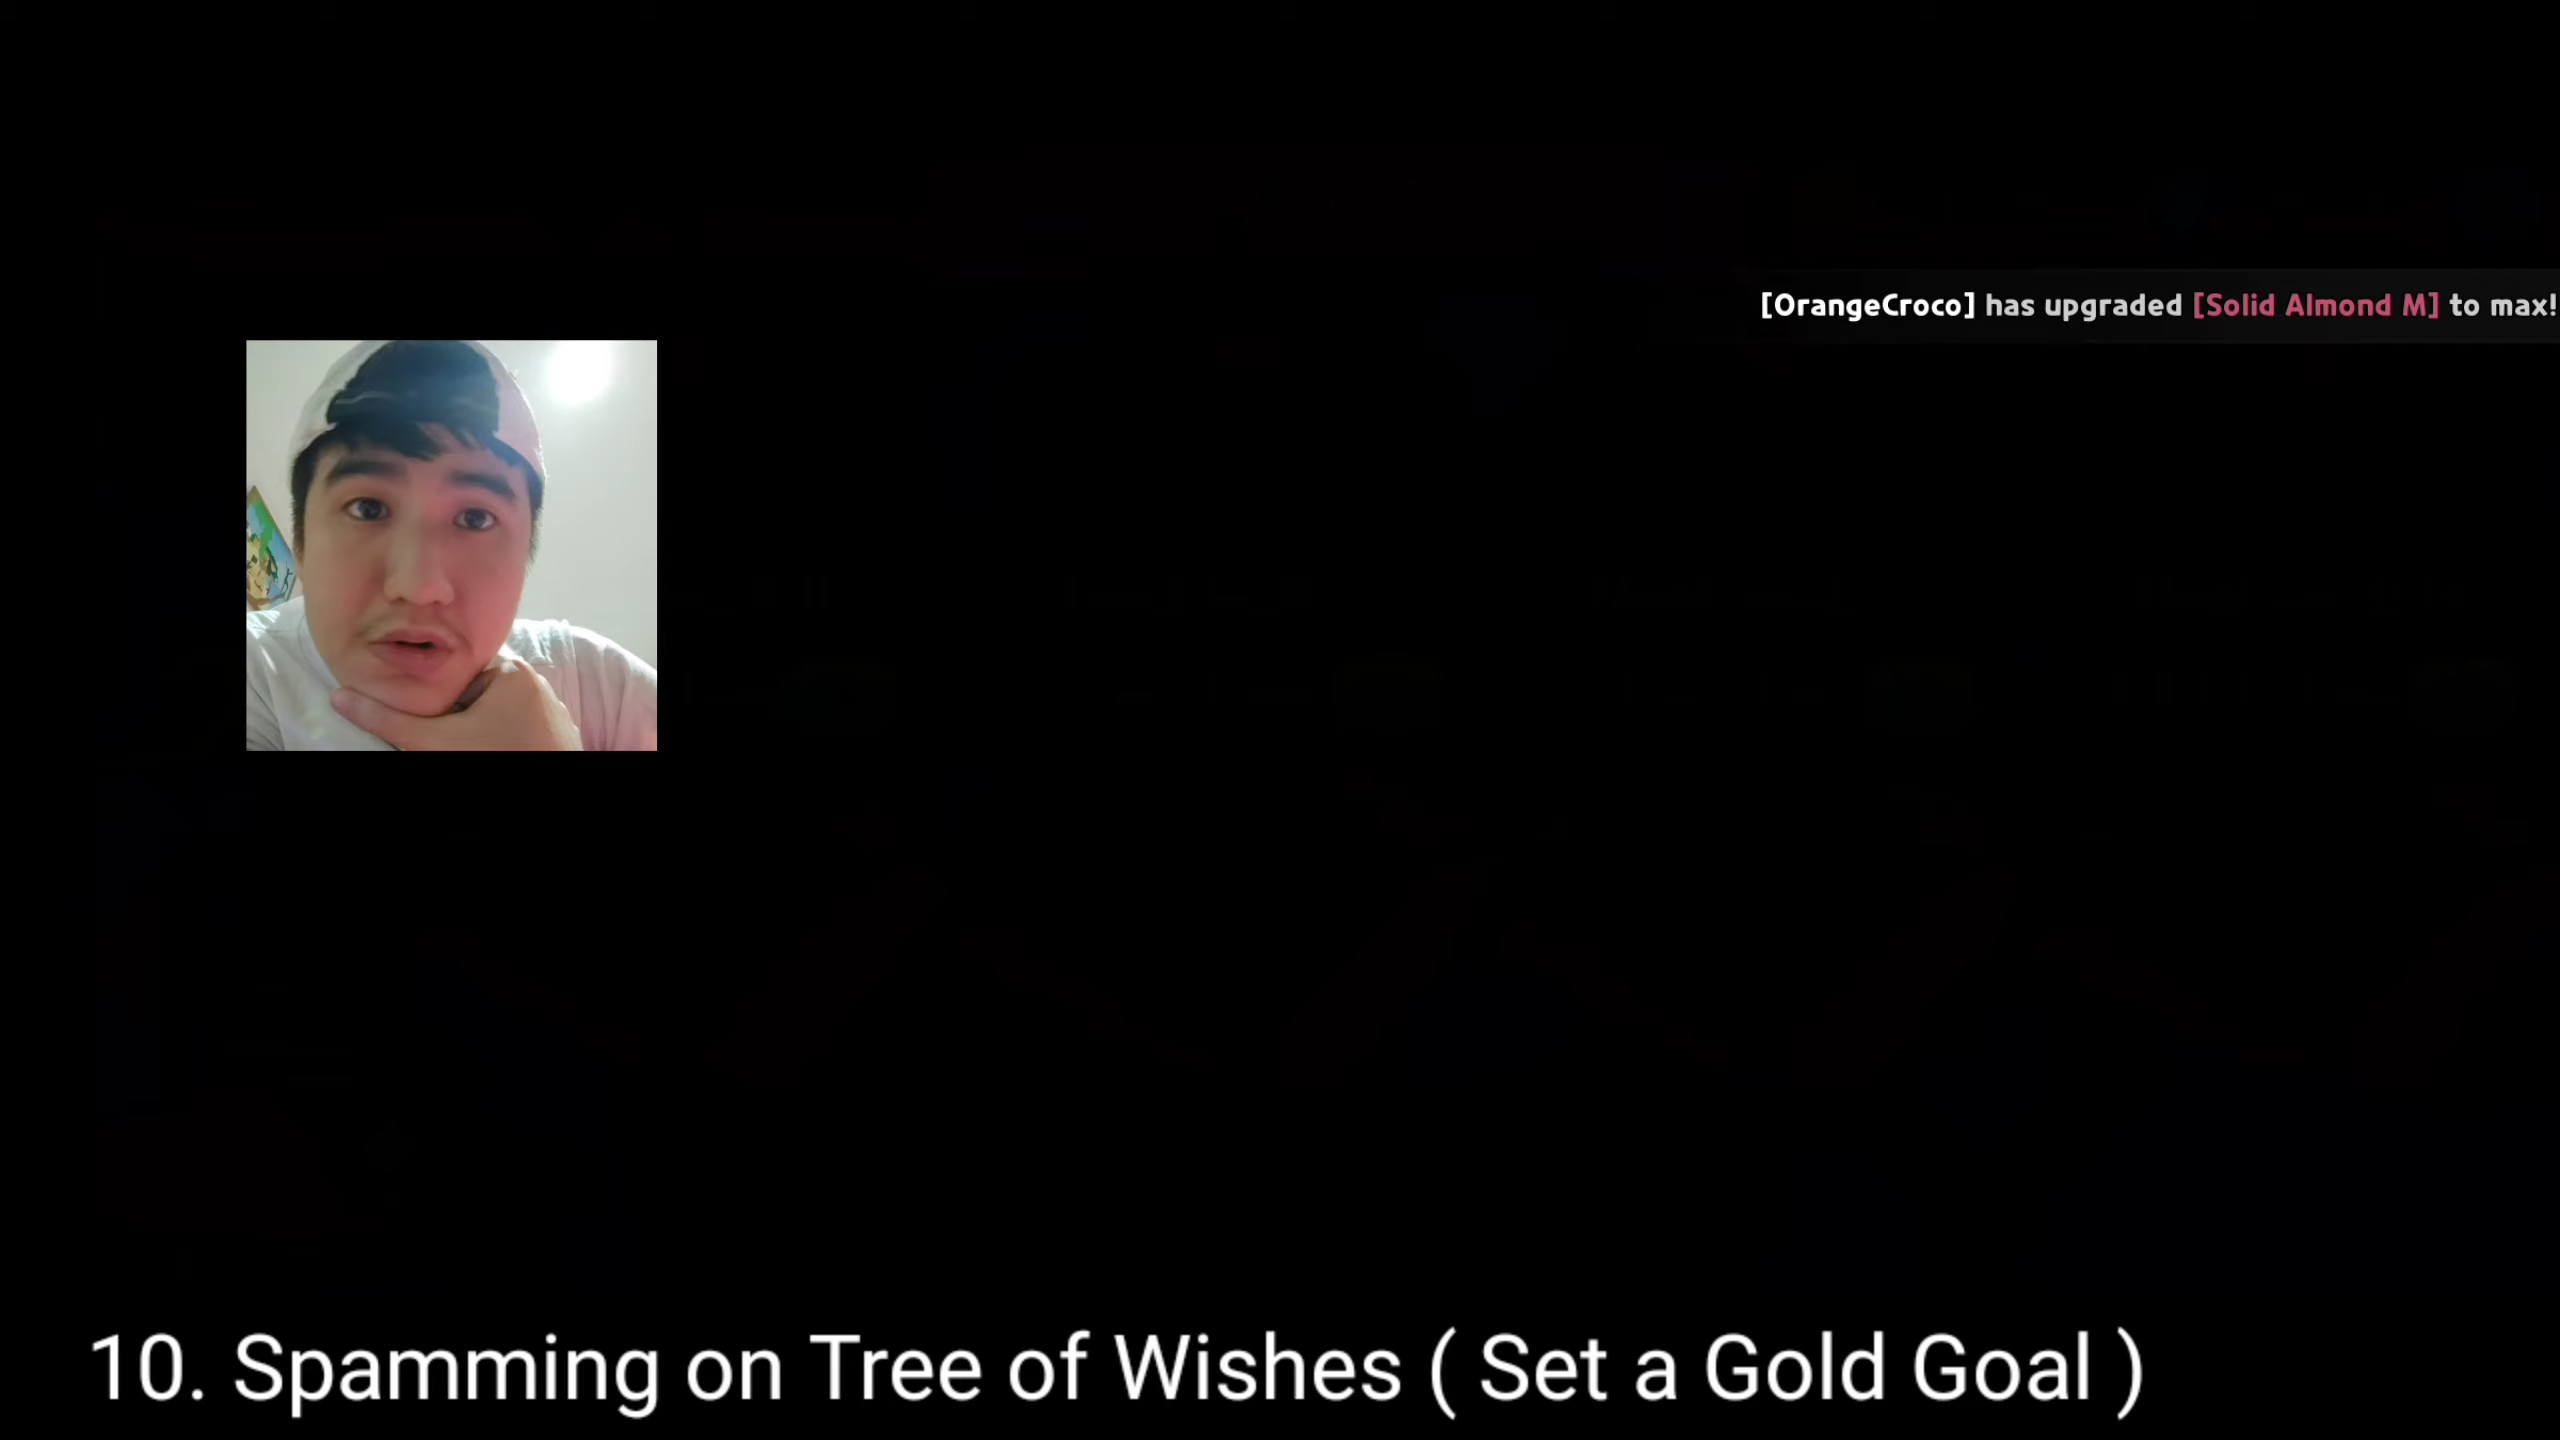 [OrangeCroco] has upgraded [Solid Almond M] to max!
10. Spamming on Tree of Wishes ( Set a Gold Goal )